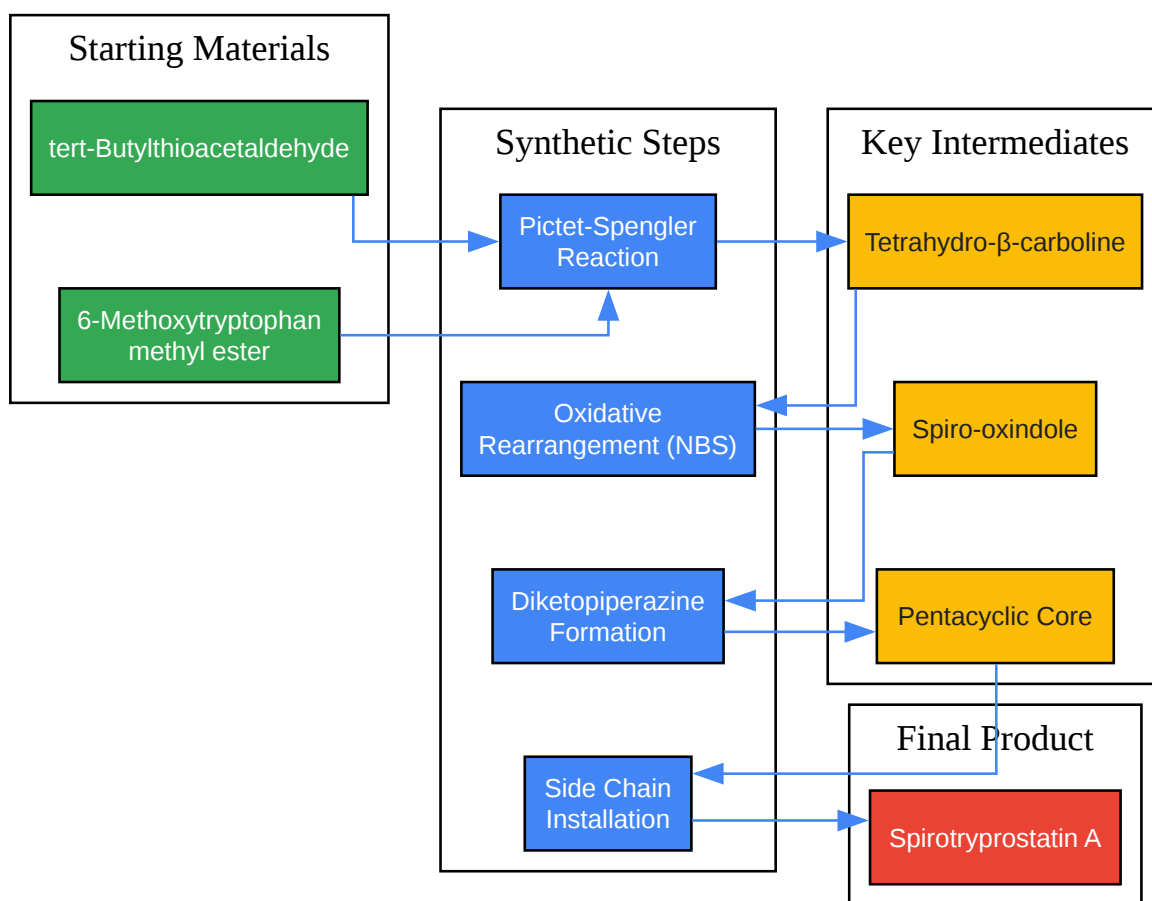 Starting Materials
tert-Butylthioacetaldehyde
6-Methoxytryptophan
methyl ester
Synthetic Steps
Pictet-Spengler
Reaction
Oxidative
Rearrangement (NBS)
Diketopiperazine
Formation
Side Chain
Installation
Key Intermediates
Tetrahydro-β-carboline
Spiro-oxindole
Pentacyclic Core
Final Product
Spirotryprostatin A